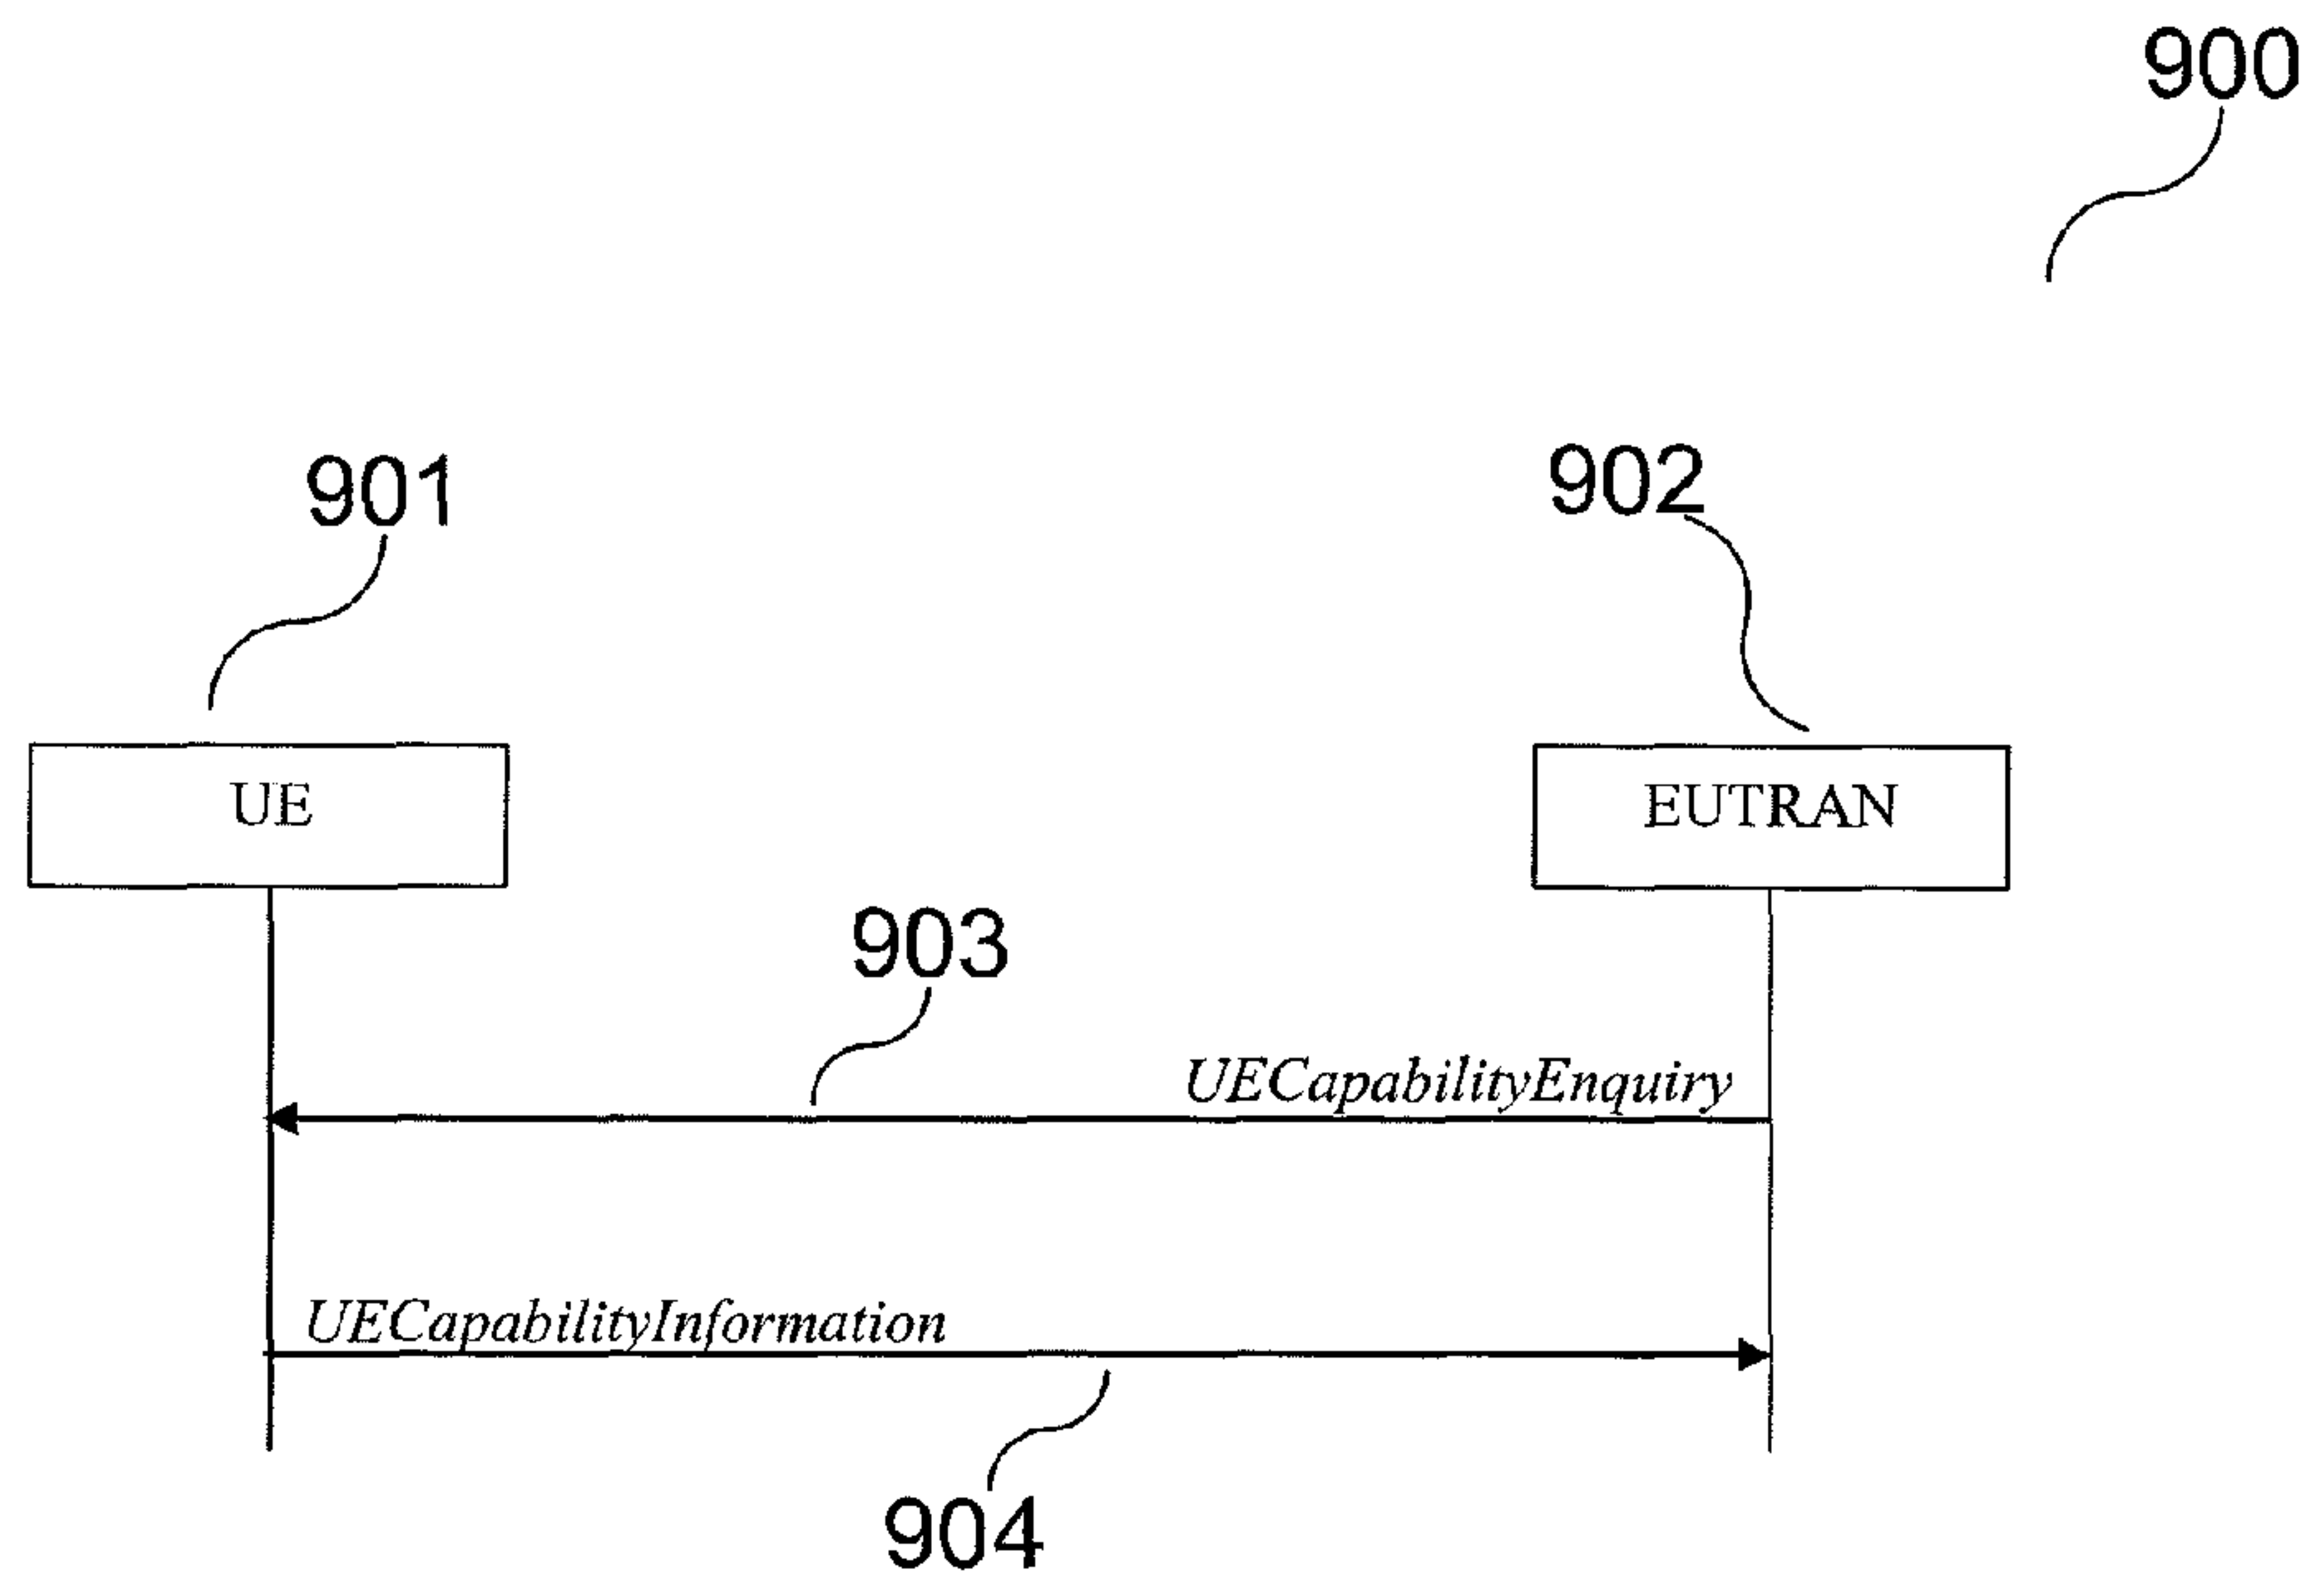 900
901
902
UE
EUTRAN
903
UECapabilityEnquiry
UECapabilityInformation
904